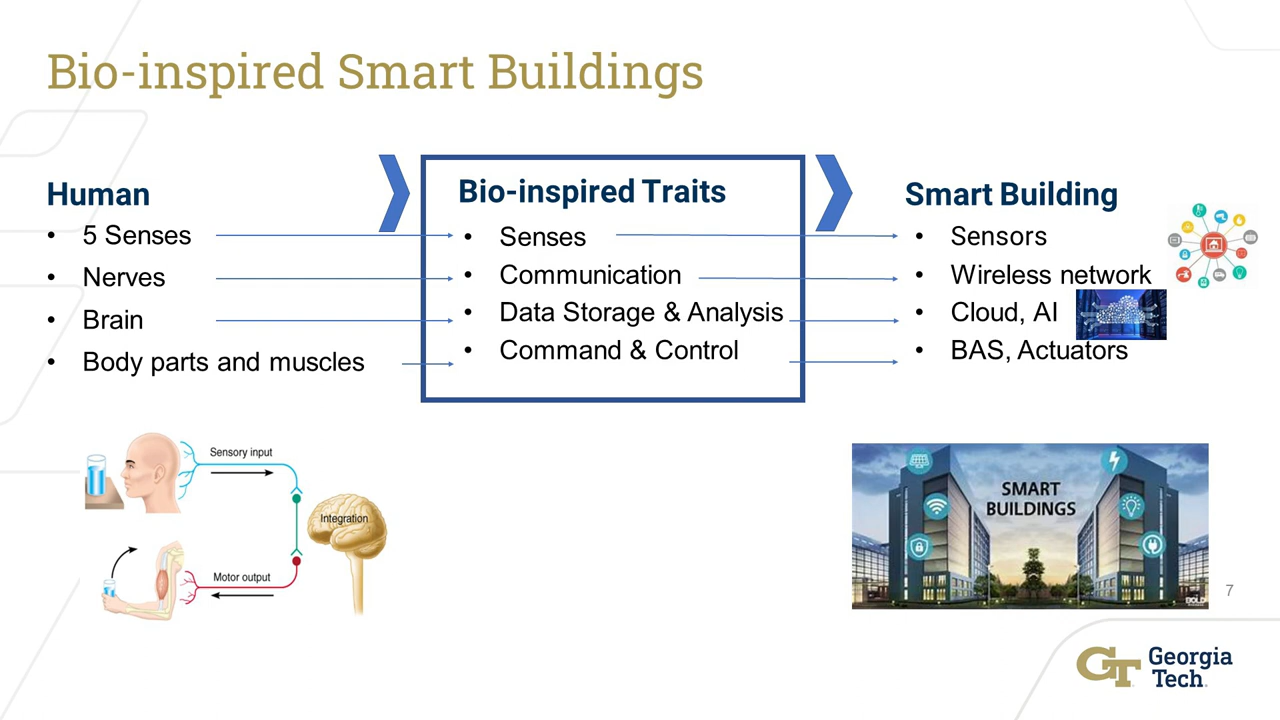 Bio-inspired Smart Buildings
Human
• 5 Senses
• Nerves
• Brain
• Body parts and muscles
Bio-inspired Traits
• Senses
• Communication
• Data Storage & Analysis
• Command & Control
Smart Building
• Sensors
• Wireless network
• Cloud, AI
• BAS, Actuators
Sensory input
Integration
Motor output
SMART
BUILDINGS
BOLD
7
GT
Georgia
Tech